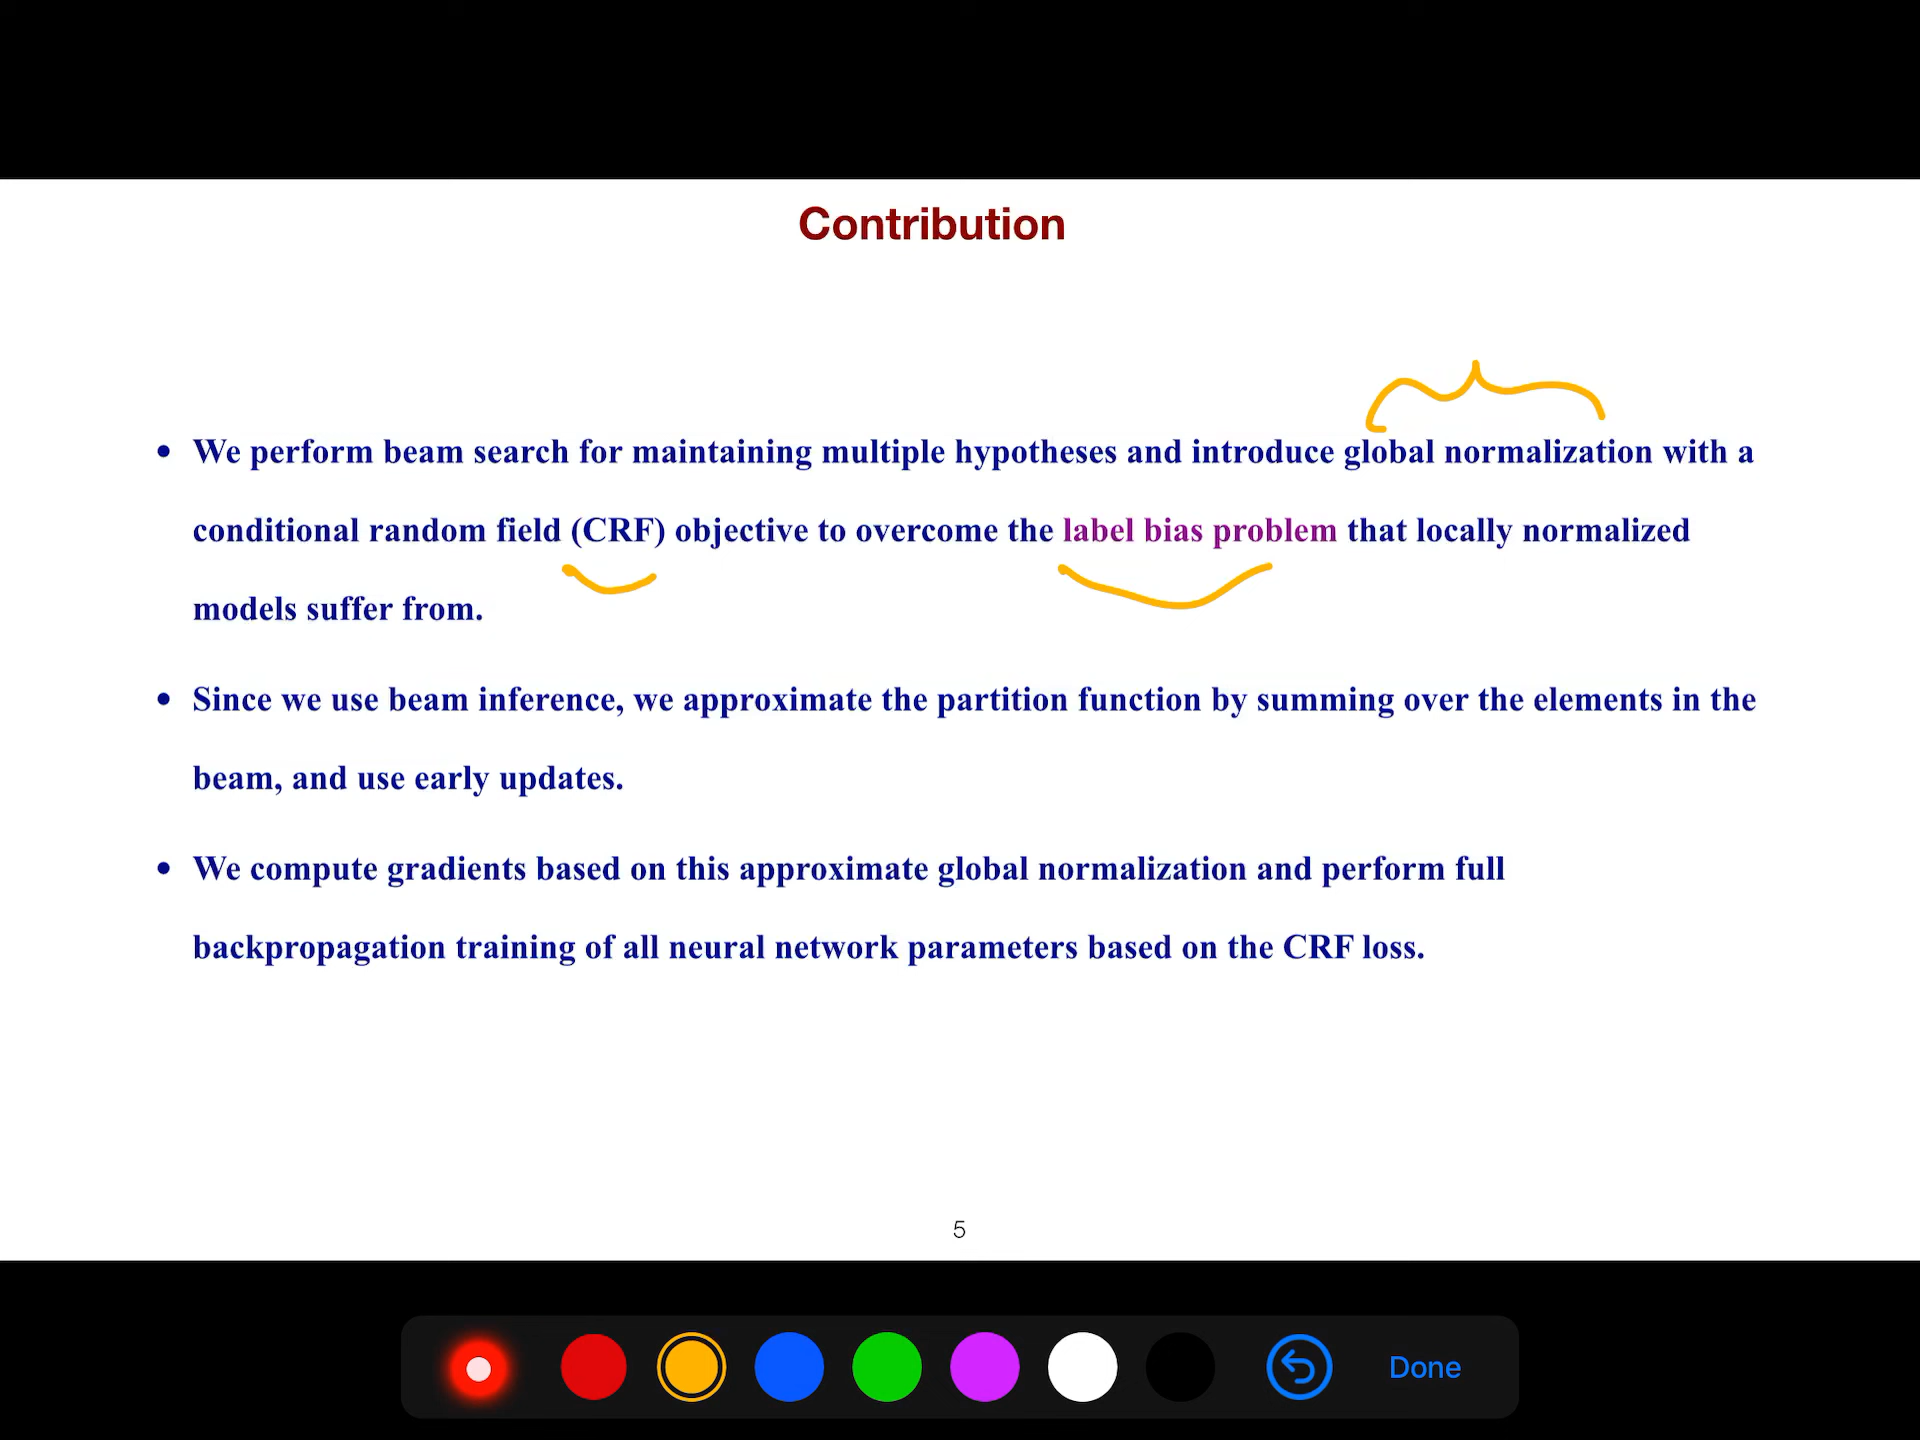 Contribution
• We perform beam search for maintaining multiple hypotheses and introduce global normalization with a
conditional random field (CRF) objective to overcome the label bias problem that locally normalized
models suffer from.
• Since we use beam inference, we approximate the partition function by summing over the elements in the
beam, and use early updates.
• We compute gradients based on this approximate global normalization and perform full
backpropagation training of all neural network parameters based on the CRF loss.
5
Done